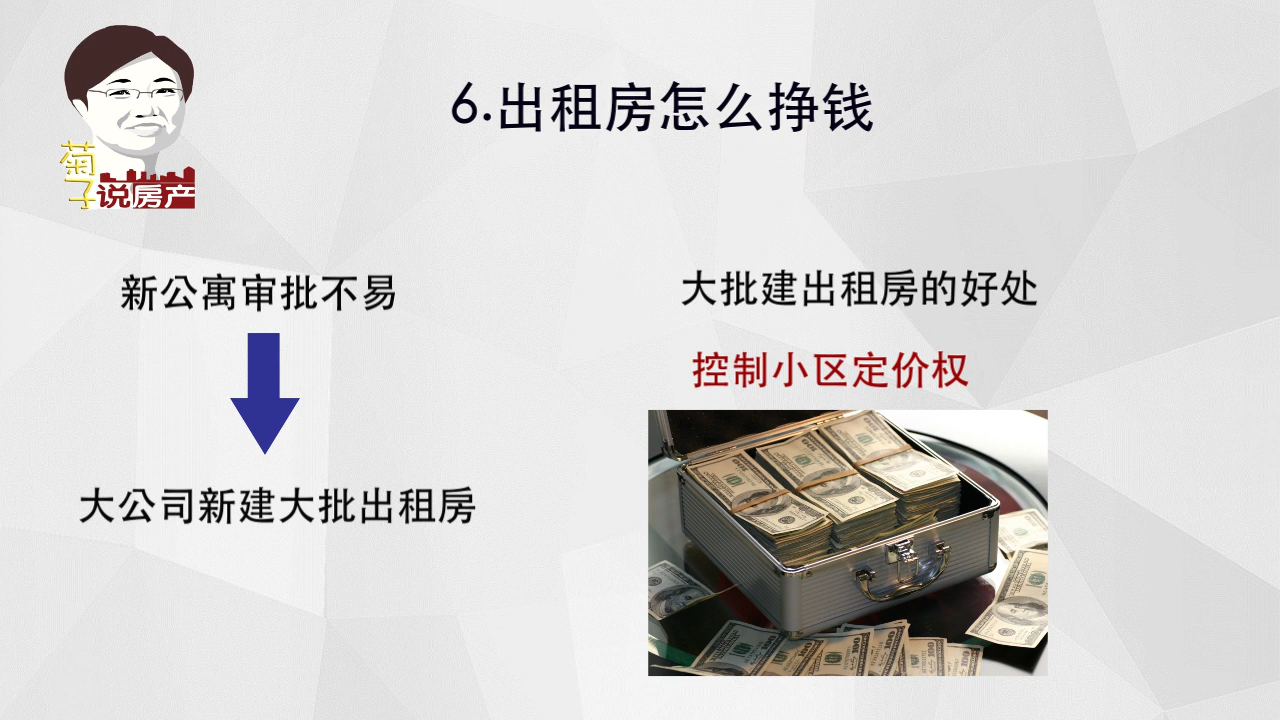 6.出租房怎么挣钱
菊
子说房产
新公寓审批不易
大批建出租房的好处
控制小区定价权
大公司新建大批出租房
100